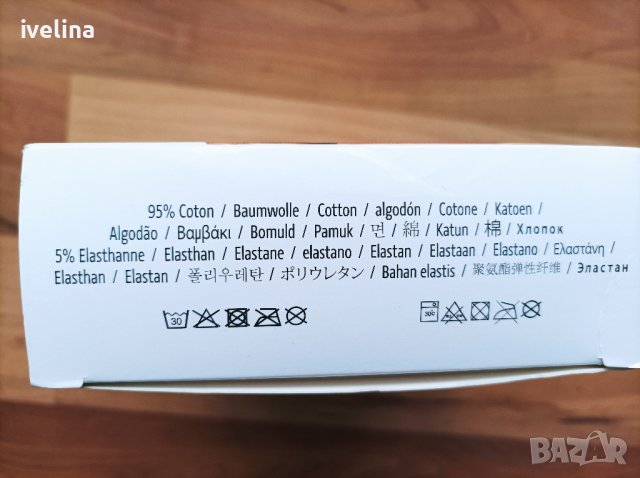 ivelina
95% Coton / Baumwolle / Cotton / algodón / Cotone / Katoen /
Algodão / Βαμβάκι / Bomuld / Pamuk / 면 / 綿 / Katun / 棉 / Хлопок
5% Elasthanne / Elasthan / Elastane / elastano / Elastan / Elastaan / Elastano / Ελαστάνη /
Elasthan / Elastan / 폴리우레탄 / ポリウレタン / Bahan elastis / 聚氨酯弹性纤维 / Эластан
30 30°C
BAZAR